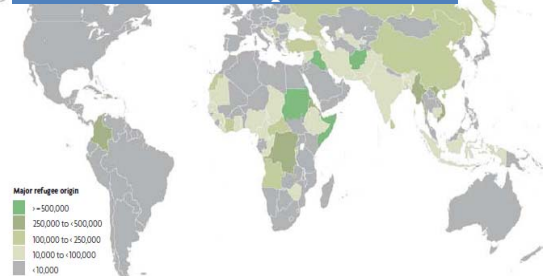 Major refugee origin
>=500,000
250,000 to <500,000
100,000 to < 250,000
10,000 to <100,000
<10,000